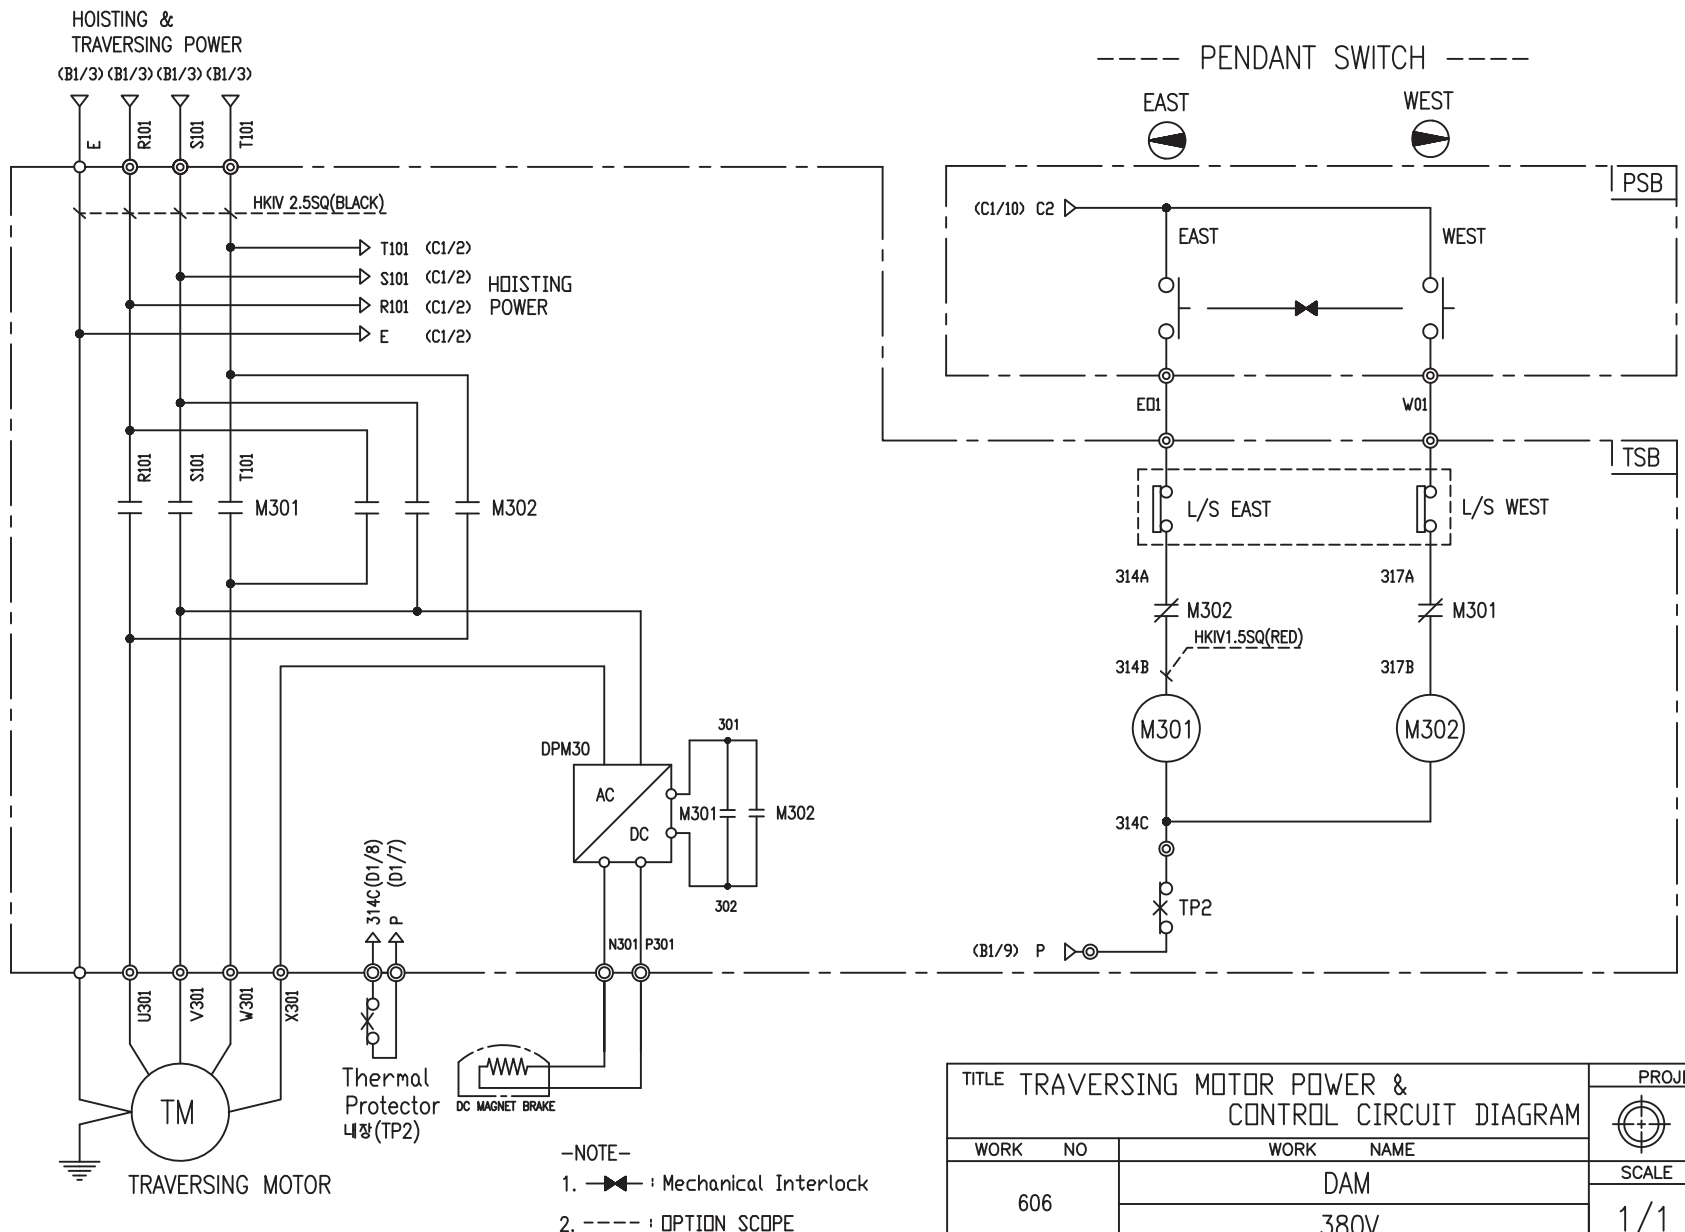 HOISTING &
TRAVERSING POWER
(B1/3) (B1/3) (B1/3) (B1/3)
E
R101
S101
T101
HKIV 2.5SQ(BLACK)
T101 (C1/2)
S101 (C1/2)
R101 (C1/2)
E (C1/2)
HOISTING
POWER
R101
S101
T101
M301
M302
DPM30
AC
DC
301
M301
M302
302
314C(D1/8)
P (D1/7)
N301
P301
U301
V301
W301
X301
TM
TRAVERSING MOTOR
Thermal
Protector
내장(TP2)
DC MAGNET BRAKE
-NOTE-
1. : Mechanical Interlock
2. ---- : OPTION SCOPE
---- PENDANT SWITCH ----
EAST
WEST
PSB
(C1/10) C2
EAST
WEST
E01
W01
TSB
L/S EAST
L/S WEST
314A
317A
M302
M301
HKIV1.5SQ(RED)
314B
317B
M301
M302
314C
TP2
(B1/9) P
TITLE TRAVERSING MOTOR POWER &
CONTROL CIRCUIT DIAGRAM
PROJE
WORK NO
WORK NAME
SCALE
606
DAM
380V
1/1